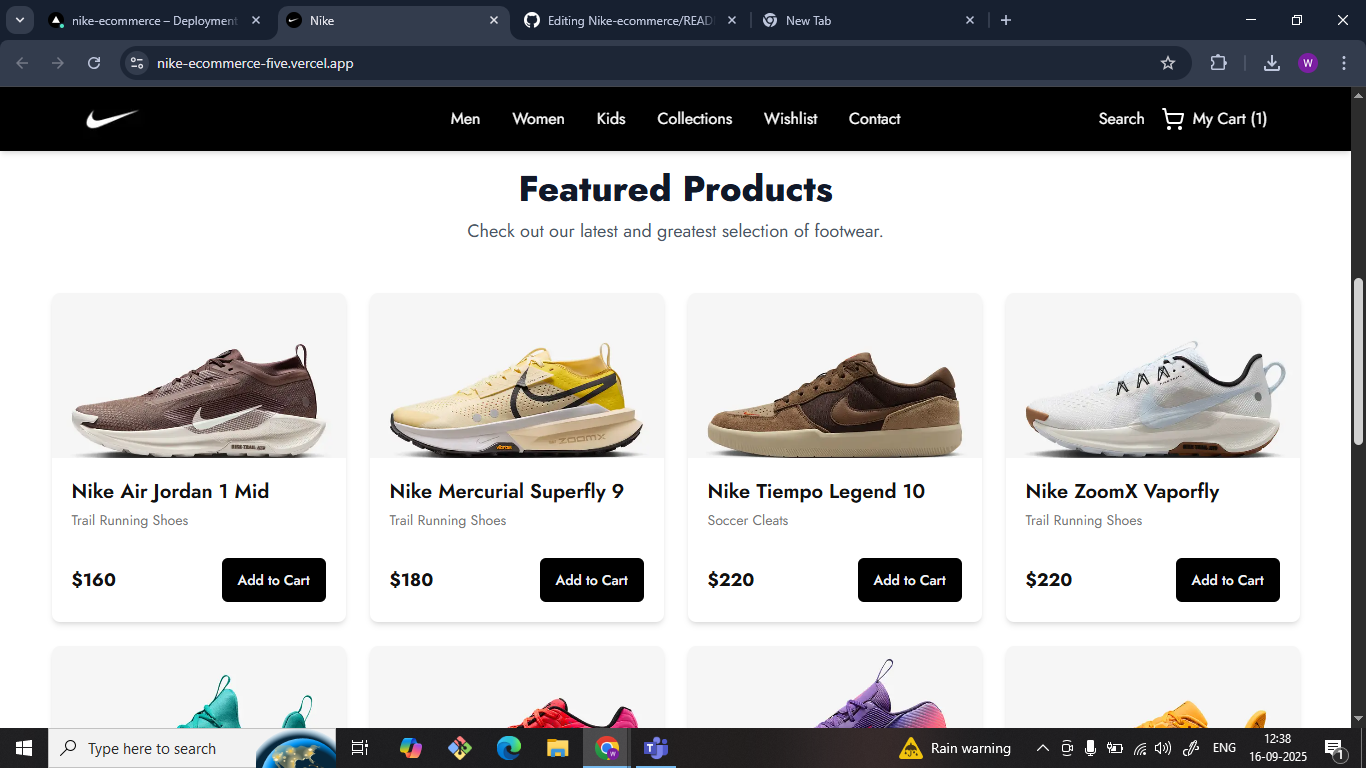 nike-ecommerce – Deployment
Nike
Editing Nike-ecommerce/READ
New Tab
nike-ecommerce-five.vercel.app
W
Men
Women
Kids
Collections
Wishlist
Contact
Search
My Cart (1)
Featured Products
Check out our latest and greatest selection of footwear.
ZOOMX
Nike Air Jordan 1 Mid
Trail Running Shoes
$160
Add to Cart
Nike Mercurial Superfly 9
Trail Running Shoes
$180
Add to Cart
Nike Tiempo Legend 10
Soccer Cleats
$220
Add to Cart
Nike ZoomX Vaporfly
Trail Running Shoes
$220
Add to Cart
Type here to search
Rain warning
ENG
12:38
16-09-2025
1